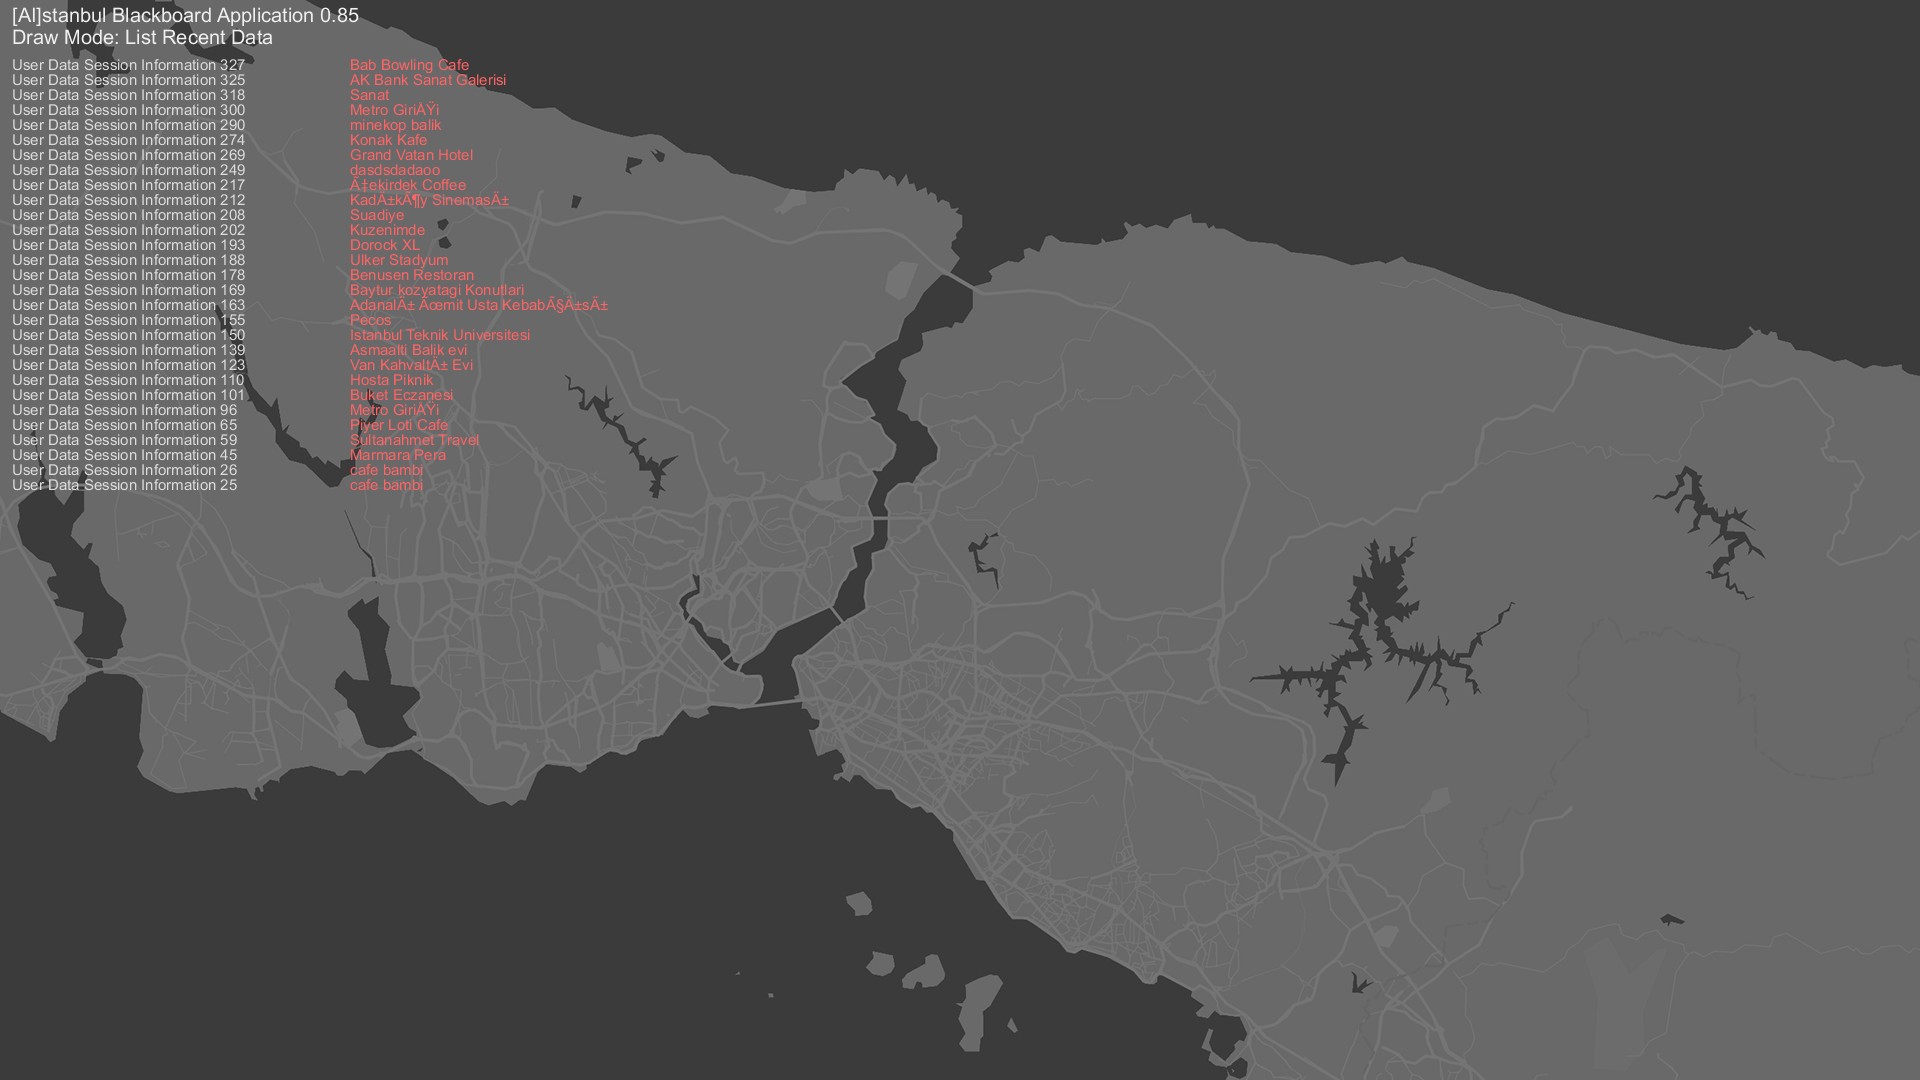 [AI]stanbul Blackboard Application 0.85
Draw Mode: List Recent Data
User Data Session Information 327 Bab Bowling Cafe
User Data Session Information 325 AK Bank Sanat Galerisi
User Data Session Information 318 Sanat
User Data Session Information 300 Metro GiriÅŸi
User Data Session Information 290 minekop balik
User Data Session Information 274 Konak Kafe
User Data Session Information 269 Grand Vatan Hotel
User Data Session Information 249 dasdsdadaoo
User Data Session Information 217 Ä‡ekirdek Coffee
User Data Session Information 212 KadÄ±kÃ¶y SinemasÄ±
User Data Session Information 208 Suadiye
User Data Session Information 202 Kuzenimde
User Data Session Information 193 Dorock XL
User Data Session Information 188 Ulker Stadyum
User Data Session Information 178 Benusen Restoran
User Data Session Information 169 Baytur kozyatagi Konutlari
User Data Session Information 163 AdanalÄ± Ãœmit Usta KebabÃ§Ä±sÄ±
User Data Session Information 155 Pecos
User Data Session Information 150 Istanbul Teknik Universitesi
User Data Session Information 139 Asmaalti Balik evi
User Data Session Information 123 Van KahvaltÄ± Evi
User Data Session Information 110 Hosta Piknik
User Data Session Information 101 Buket Eczanesi
User Data Session Information 96 Metro GiriÅŸi
User Data Session Information 65 Piyer Loti Cafe
User Data Session Information 59 Sultanahmet Travel
User Data Session Information 45 Marmara Pera
User Data Session Information 26 cafe bambi
User Data Session Information 25 cafe bambi